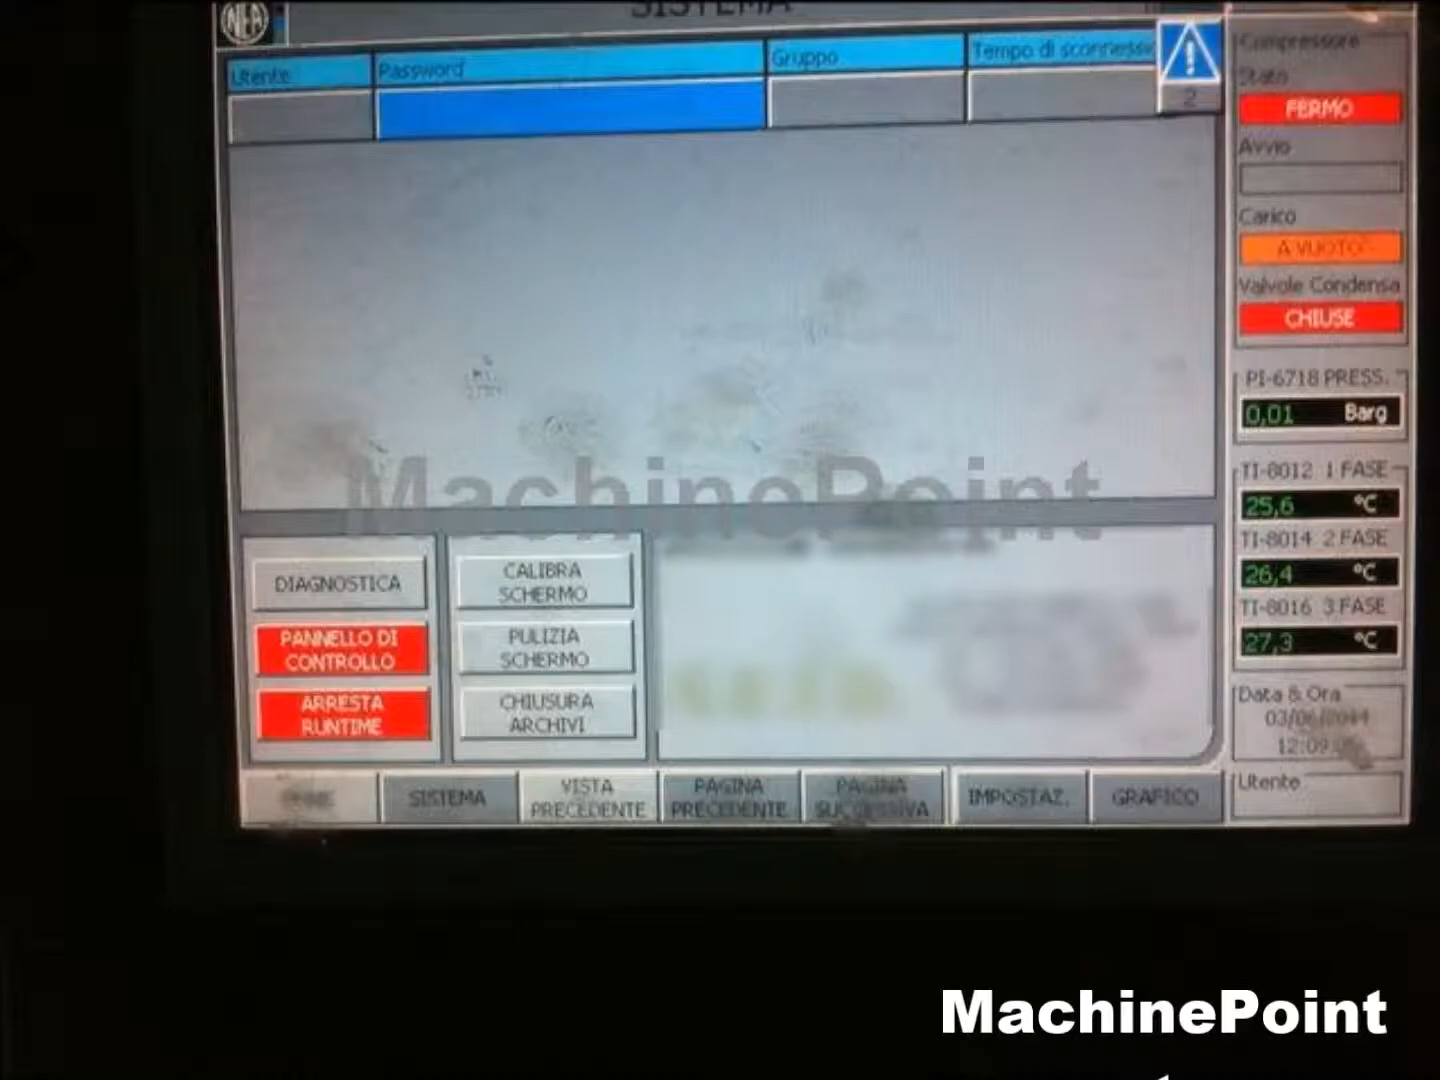 NEA
SISTEMA
Utente
Password
Gruppo
Tempo di sconnessio
2
Compressore
Stato
FERMO
Avvio
Carico
A VUOTO
Valvole Condensa
CHIUSE
PI-6718 PRESS.
0,01 Barg
TI-8012 1 FASE
25,6 °C
TI-8014 2 FASE
26,4 °C
TI-8016 3 FASE
27,3 °C
Data & Ora
12:09
Utente
MachinePoint
DIAGNOSTICA
PANNELLO DI
CONTROLLO
ARRESTA
RUNTIME
CALIBRA
SCHERMO
PULIZIA
SCHERMO
CHIUSURA
ARCHIVI
SISTEMA
VISTA
PRECEDENTE
PAGINA
PRECEDENTE
PAGINA
SUCCESSIVA
IMPOSTAZ.
GRAFICO
MachinePoint